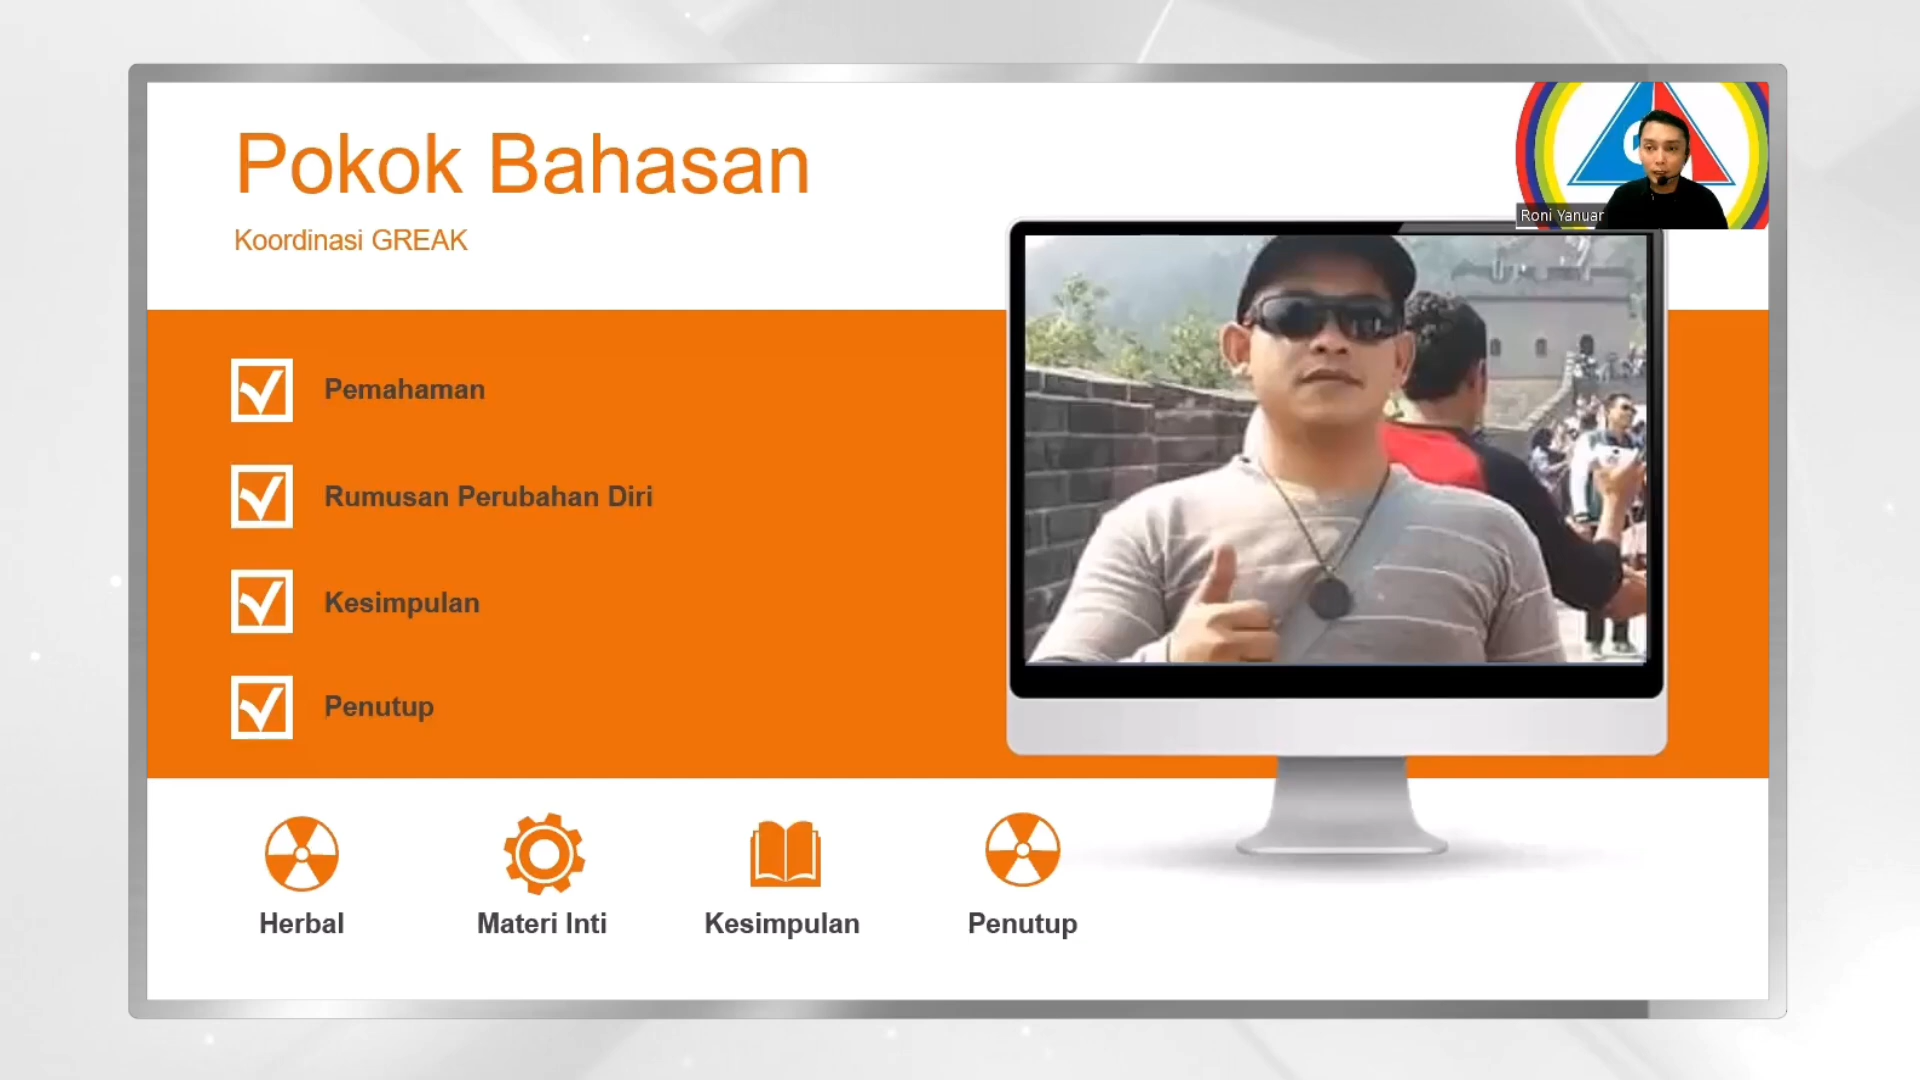 Pokok Bahasan
Koordinasi GREAK
Roni Yanuar
Pemahaman
Rumusan Perubahan Diri
Kesimpulan
Penutup
Herbal
Materi Inti
Kesimpulan
Penutup